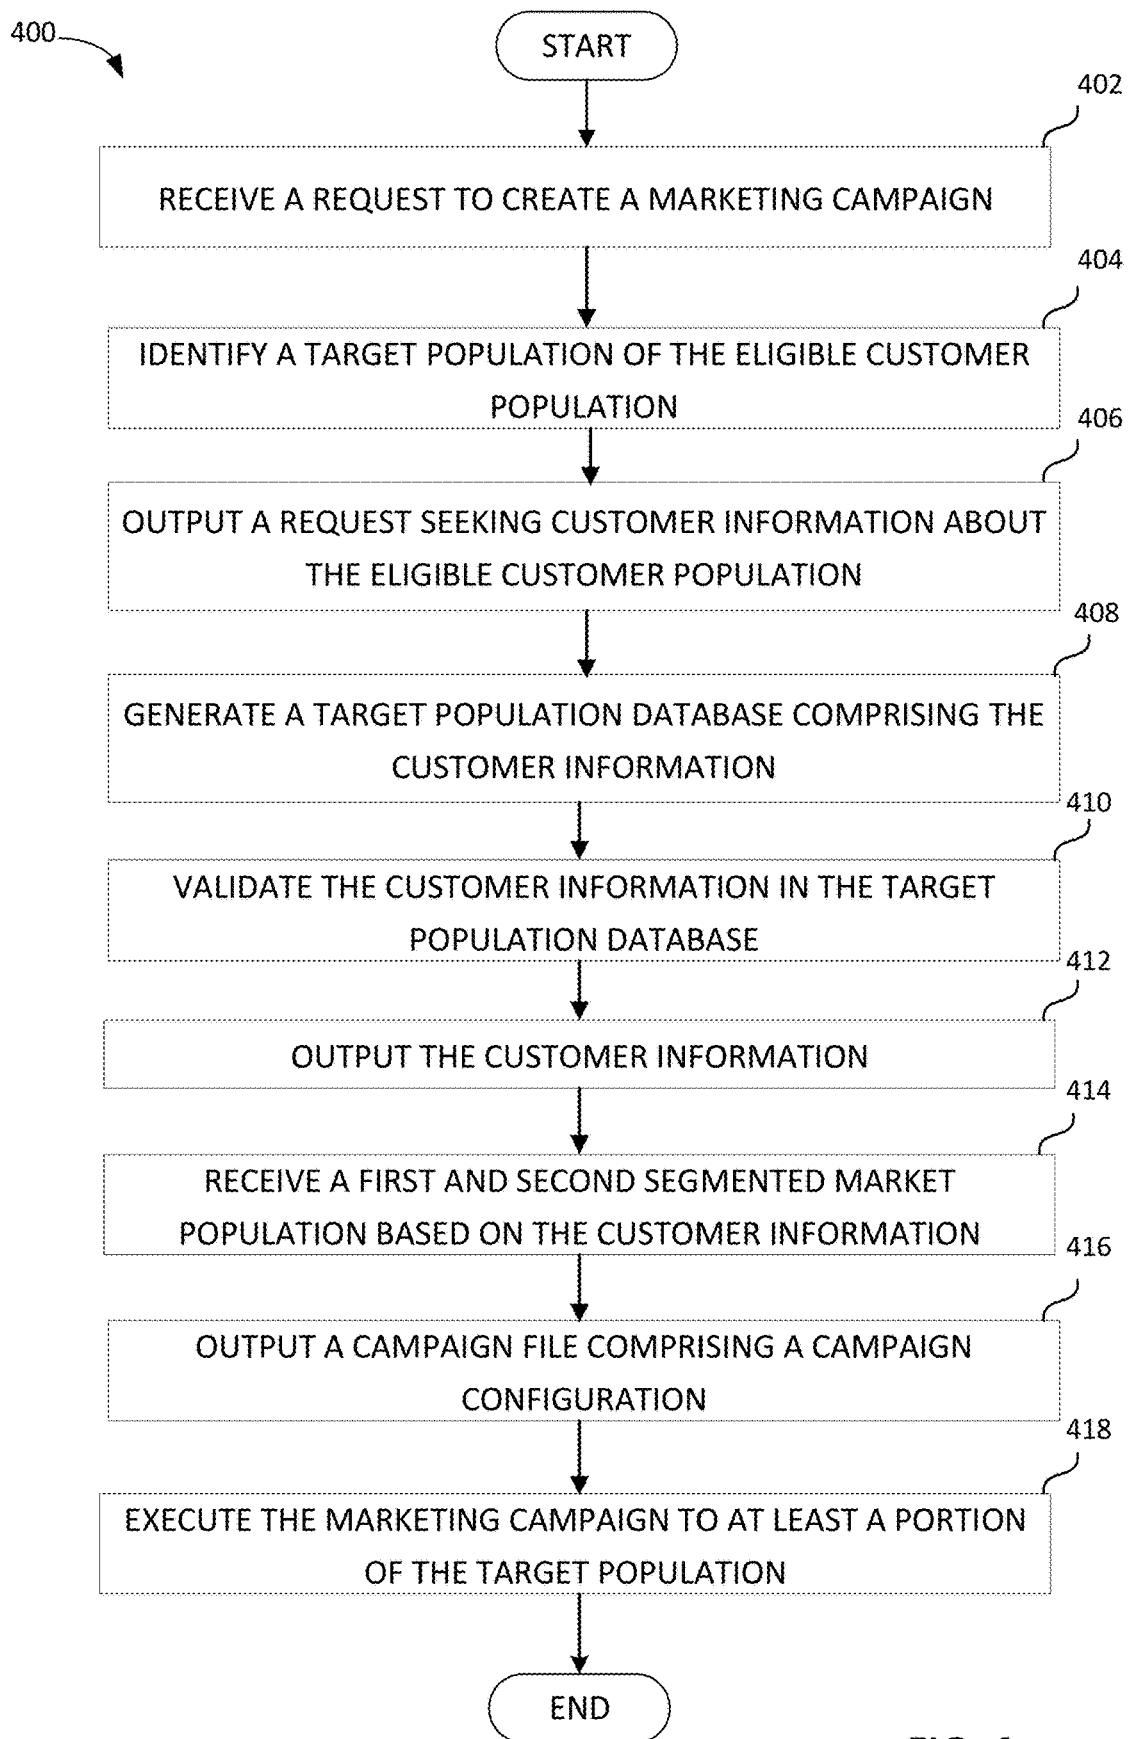 400
START
402
RECEIVE A REQUEST TO CREATE A MARKETING CAMPAIGN
404
IDENTIFY A TARGET POPULATION OF THE ELIGIBLE CUSTOMER
POPULATION
406
OUTPUT A REQUEST SEEKING CUSTOMER INFORMATION ABOUT
THE ELIGIBLE CUSTOMER POPULATION
408
GENERATE A TARGET POPULATION DATABASE COMPRISING THE
CUSTOMER INFORMATION
410
VALIDATE THE CUSTOMER INFORMATION IN THE TARGET
POPULATION DATABASE
412
OUTPUT THE CUSTOMER INFORMATION
414
RECEIVE A FIRST AND SECOND SEGMENTED MARKET
POPULATION BASED ON THE CUSTOMER INFORMATION
416
OUTPUT A CAMPAIGN FILE COMPRISING A CAMPAIGN
CONFIGURATION
418
EXECUTE THE MARKETING CAMPAIGN TO AT LEAST A PORTION
OF THE TARGET POPULATION
END